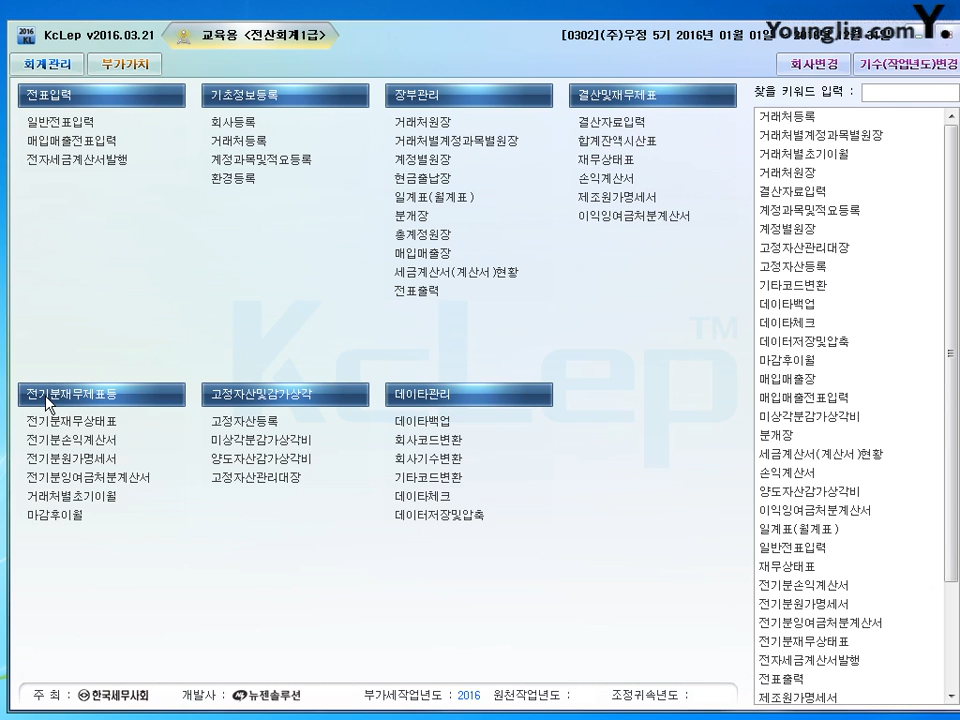 2016 KL KcLep v2016.03.21 교육용 <전산회계1급> [0302](주)우정 5기 2016년 01월 01일
Younglin.com Y.
회계관리 부가가치 회사변경 기수(작업년도)변경
찾을 키워드 입력 :
전표입력
일반전표입력
매입매출전표입력
전자세금계산서발행
기초정보등록
회사등록
거래처등록
계정과목및적요등록
환경등록
장부관리
거래처원장
거래처별계정과목별원장
계정별원장
현금출납장
일계표(월계표)
분개장
총계정원장
매입매출장
세금계산서(계산서)현황
전표출력
결산및재무제표
결산자료입력
합계잔액시산표
재무상태표
손익계산서
제조원가명세서
이익잉여금처분계산서
KcLep TM
전기분재무제표등
전기분재무상태표
전기분손익계산서
전기분원가명세서
전기분잉여금처분계산서
거래처별초기이월
마감후이월
고정자산및감가상각
고정자산등록
미상각분감가상각비
양도자산감가상각비
고정자산관리대장
데이타관리
데이타백업
회사코드변환
회사기수변환
기타코드변환
데이타체크
데이터저장및압축
거래처등록
거래처별계정과목별원장
거래처별초기이월
거래처원장
결산자료입력
계정과목및적요등록
계정별원장
고정자산관리대장
고정자산등록
기타코드변환
데이타백업
데이타체크
데이터저장및압축
마감후이월
매입매출장
매입매출전표입력
미상각분감가상각비
분개장
세금계산서(계산서)현황
손익계산서
양도자산감가상각비
이익잉여금처분계산서
일계표(월계표)
일반전표입력
재무상태표
전기분손익계산서
전기분원가명세서
전기분잉여금처분계산서
전기분재무상태표
전자세금계산서발행
전표출력
제조원가명세서
주 최 : 한국세무사회 개발사 : 뉴젠솔루션 부가세작업년도 : 2016 원천작업년도 : 조정귀속년도 :